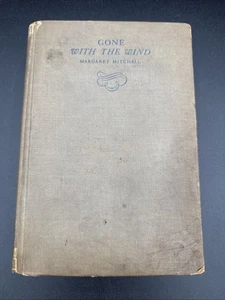 GONE
WITH THE WIND
MARGARET MITCHELL